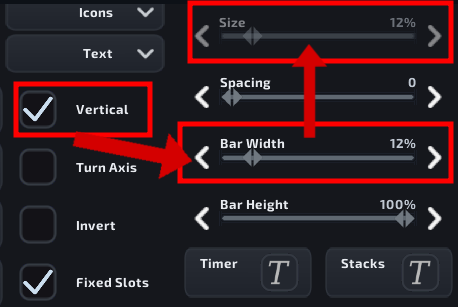 Icons
Text
Vertical
Turn Axis
Invert
Fixed Slots
Size 12%
Spacing 0
Bar Width 12%
Bar Height 100%
Timer T
Stacks T